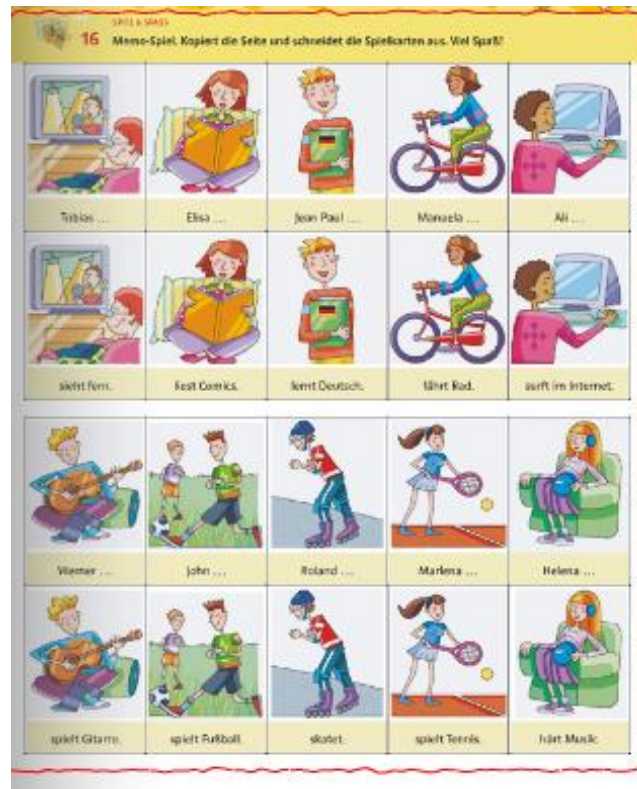 SPIEL & SPASS
16 Memo-Spiel. Kopiert die Seite und schneidet die Spielkarten aus. Viel Spaß!
Tobias ... Elisa ... Jean Paul ... Manuela ... Ali ...
sieht fern. liest Comics. lernt Deutsch. fährt Rad. surft im Internet.
Werner ... John ... Roland ... Marlena ... Helena ...
spielt Gitarre. spielt Fußball. skatet. spielt Tennis. hört Musik.